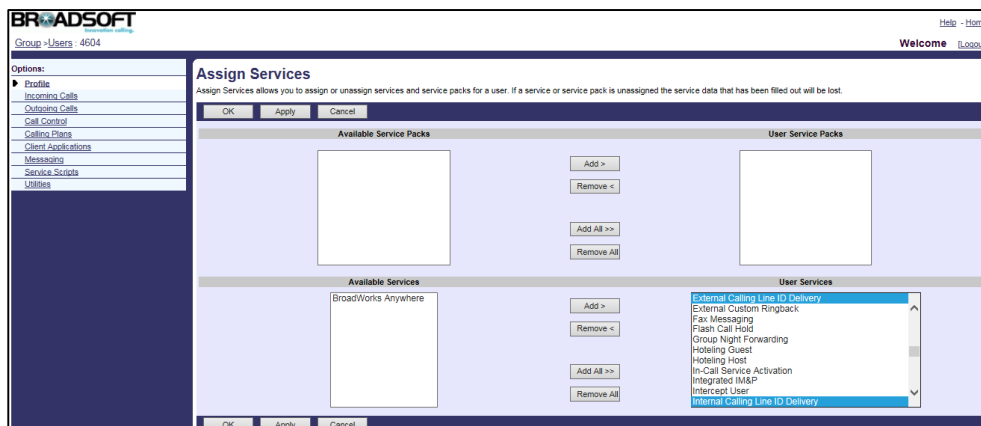 BROADSOFT
Innovation calling.
Help - Hom
Group >Users : 4604
Welcome [Logou
Options:
Profile
Incoming Calls
Outgoing Calls
Call Control
Calling Plans
Client Applications
Messaging
Service Scripts
Utilities
Assign Services
Assign Services allows you to assign or unassign services and service packs for a user. If a service or service pack is unassigned the service data that has been filled out will be lost.
OK Apply Cancel
Available Service Packs User Service Packs
Add >
Remove <
Add All >>
Remove All
Available Services User Services
BroadWorks Anywhere
Add >
Remove <
Add All >>
Remove All
External Calling Line ID Delivery
External Custom Ringback
Fax Messaging
Flash Call Hold
Group Night Forwarding
Hoteling Guest
Hoteling Host
In-Call Service Activation
Integrated IM&P
Intercept User
Internal Calling Line ID Delivery
OK Apply Cancel